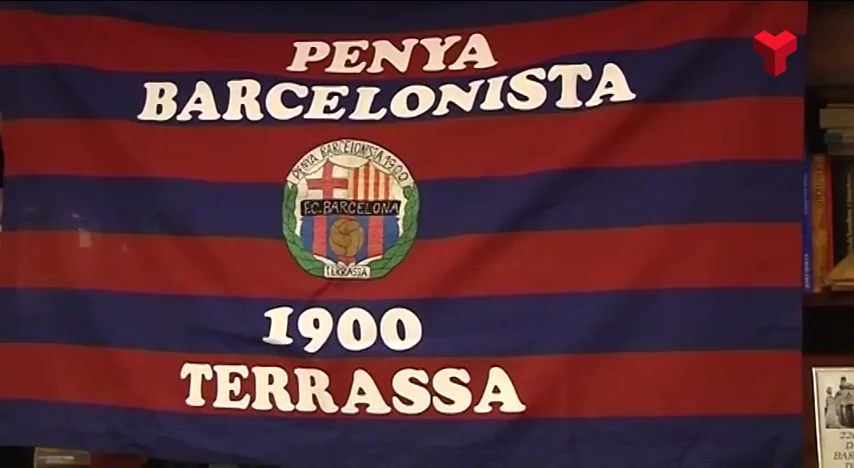 PENYA
BARCELONISTA
PENYA BARCELONISTA 1900
F.C. BARCELONA
TERRASSA
1900
TERRASSA